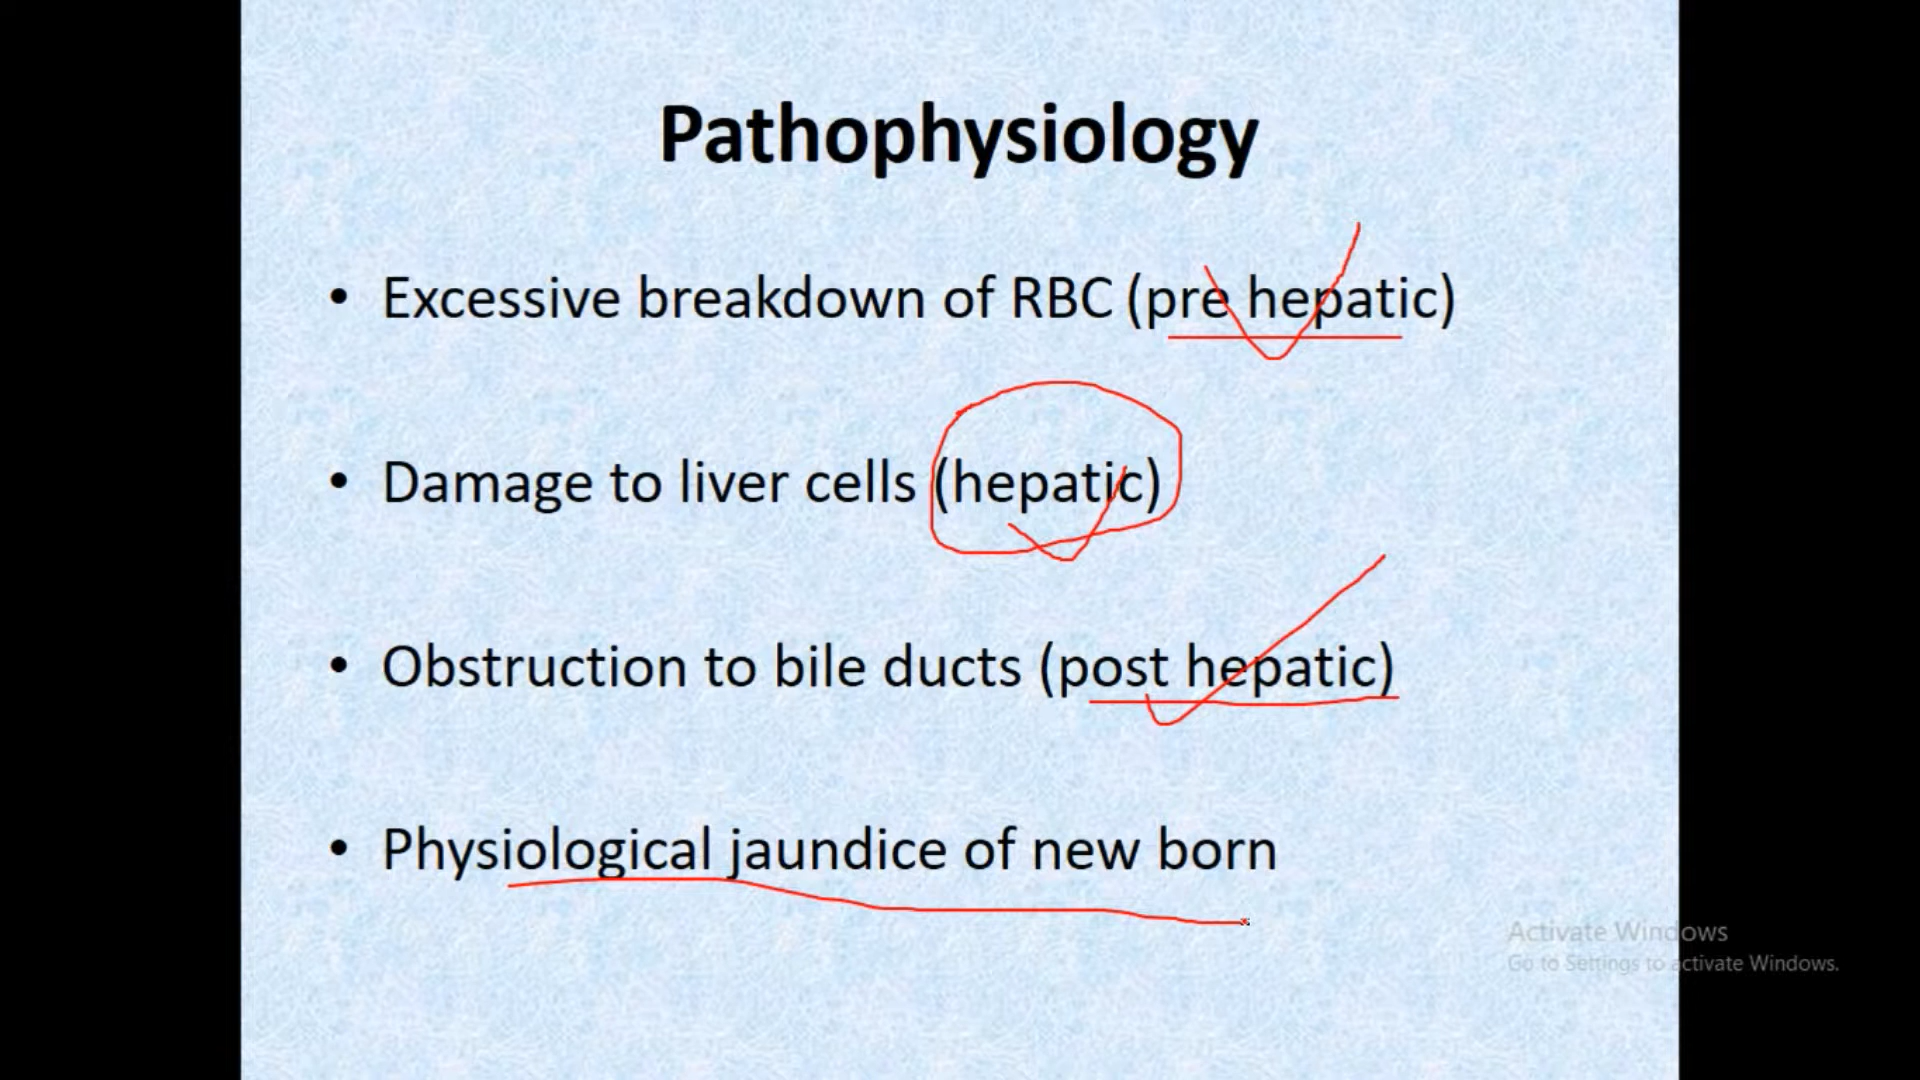 Pathophysiology
• Excessive breakdown of RBC (pre hepatic)
• Damage to liver cells (hepatic)
• Obstruction to bile ducts (post hepatic)
• Physiological jaundice of new born
Activate Windows
Go to Settings to activate Windows.